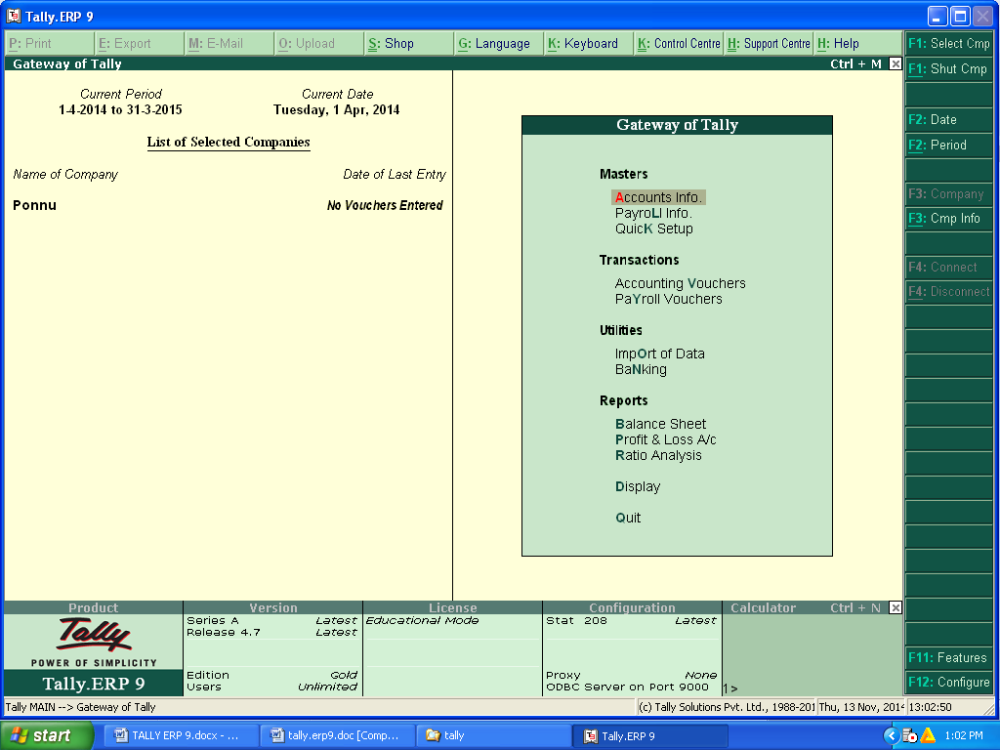 Tally.ERP 9
P: Print E: Export M: E-Mail O: Upload S: Shop G: Language K: Keyboard K: Control Centre H: Support Centre H: Help
Gateway of Tally Ctrl + M
Current Period Current Date
1-4-2014 to 31-3-2015 Tuesday, 1 Apr, 2014
List of Selected Companies
Name of Company Date of Last Entry
Ponnu No Vouchers Entered
Gateway of Tally
Masters
Accounts Info.
PayroLl Info.
QuicK Setup
Transactions
Accounting Vouchers
PaYroll Vouchers
Utilities
ImpOrt of Data
BaNking
Reports
Balance Sheet
Profit & Loss A/c
Ratio Analysis
Display
Quit
F1: Select Cmp
F1: Shut Cmp
F2: Date
F2: Period
F3: Company
F3: Cmp Info
F4: Connect
F4: Disconnect
F11: Features
F12: Configure
Product Version License Configuration Calculator Ctrl + N
Tally
POWER OF SIMPLICITY
Tally.ERP 9
Series A Latest
Release 4.7 Latest
Edition Gold
Users Unlimited
Educational Mode
Stat 208 Latest
Proxy None
ODBC Server on Port 9000
1>
Tally MAIN --> Gateway of Tally (c) Tally Solutions Pvt. Ltd., 1988-201 Thu, 13 Nov, 2014 13:02:50
start TALLY ERP 9.docx - ... tally.erp9.doc [Comp... tally Tally.ERP 9 1:02 PM